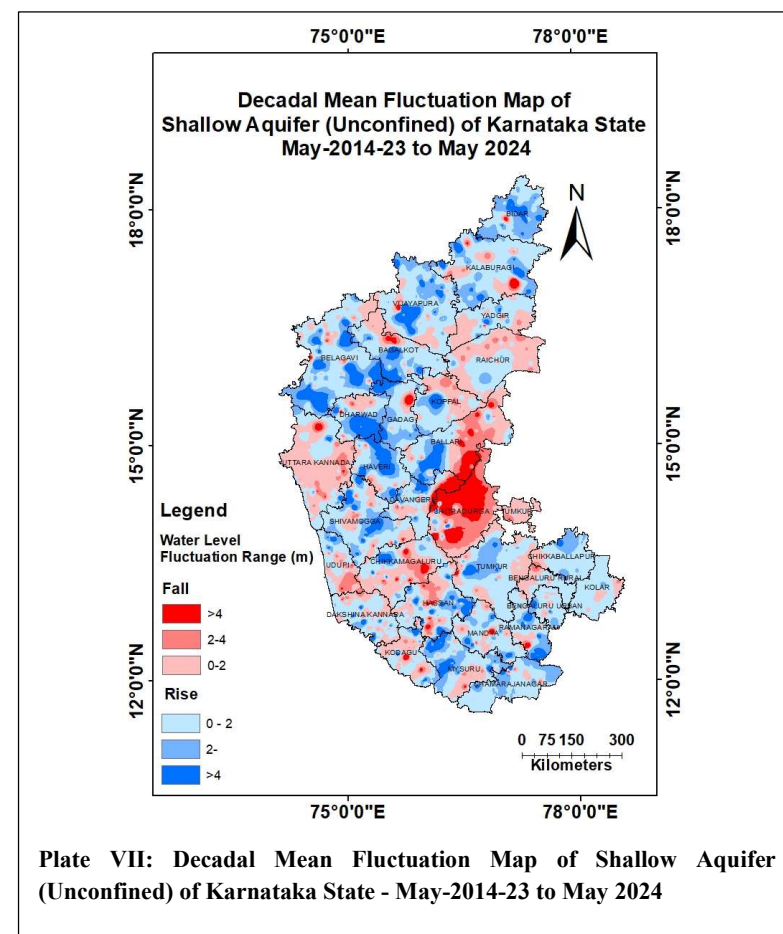 75°0'0"E 78°0'0"E
Decadal Mean Fluctuation Map of
Shallow Aquifer (Unconfined) of Karnataka State
May-2014-23 to May 2024
N
18°0'0"N 18°0'0"N
BIDAR
KALABURAGI
VIJAYAPURA
YADGIR
BAGALKOT
BELAGAVI
RAICHUR
KOPPAL
DHARWAD
GADAG
15°0'0"N 15°0'0"N
BALLARI
UTTARA KANNADA
HAVERI
DAVANGERE
CHITRADURGA TUMKUR
SHIVAMOGGA
Legend
Water Level
Fluctuation Range (m)
Fall
>4
2-4
0-2
Rise
0 - 2
2-
>4
CHIKKABALLAPUR
CHIKKAMAGALURU
UDUPI
TUMKUR
BENGALURU RURAL
KOLAR
HASSAN
BENGALURU URBAN
DAKSHINA KANNADA
RAMANAGARA
MANDYA
KODAGU
MYSURU
CHAMARAJANAGAR
12°0'0"N 12°0'0"N
0 75 150 300
Kilometers
75°0'0"E 78°0'0"E
Plate VII: Decadal Mean Fluctuation Map of Shallow Aquifer
(Unconfined) of Karnataka State - May-2014-23 to May 2024